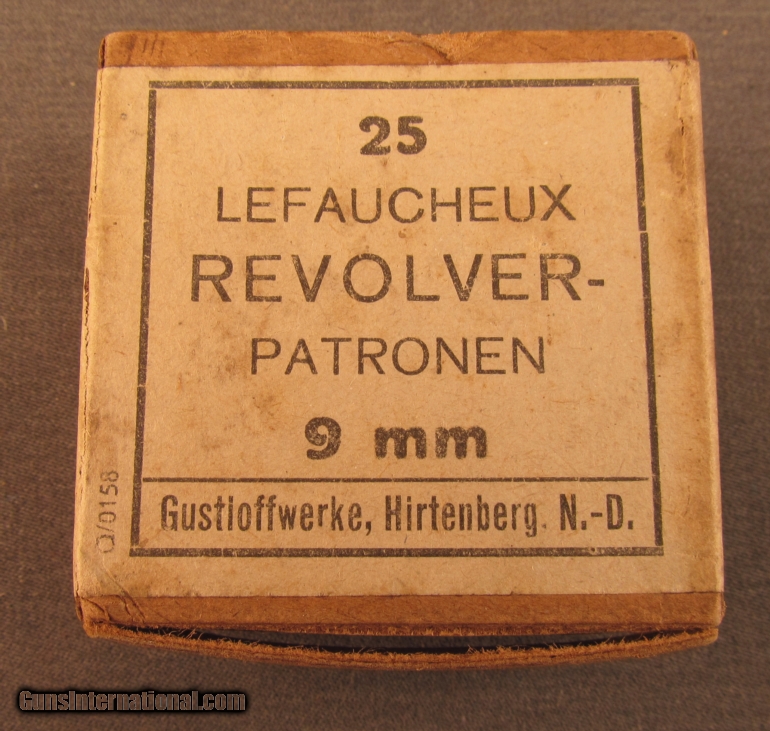 25
LEFAUCHEUX
REVOLVER-
PATRONEN
9 mm
Gustloffwerke, Hirtenberg. N.-D.
Q/0158
GunsInternational.com